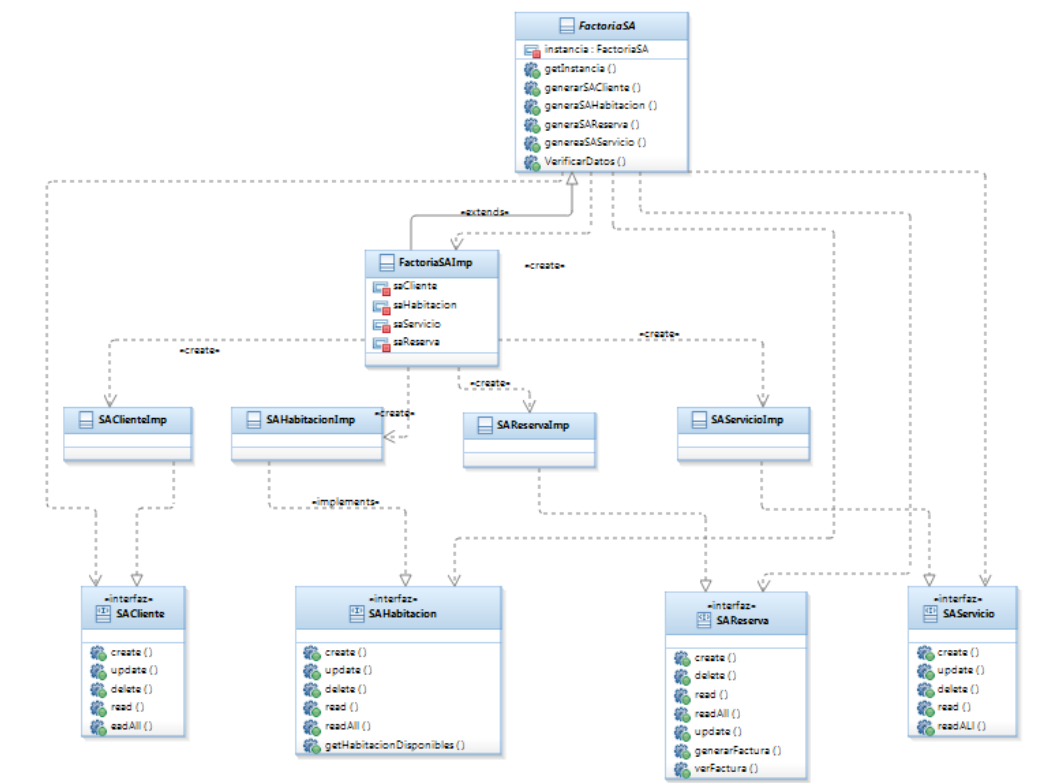 FactoriaSA
instancia : FactoriaSA
getInstancia ()
generarSACliente ()
generaSAHabitacion ()
generaSAReserva ()
genereaSAServicio ()
VerificarDatos ()
«extends»
FactoriaSAImp
saCliente
saHabitacion
saServicio
saReserva
«create»
«create»
«create»
«create»
«create»
SAClienteImp
SAHabitacionImp
SAReservaImp
SAServicioImp
«implements»
«interfaz»
SACliente
create ()
update ()
delete ()
read ()
eadAll ()
«interfaz»
SAHabitacion
create ()
update ()
delete ()
read ()
readAll ()
getHabitacionDisponibles ()
«interfaz»
SAReserva
create ()
delete ()
read ()
readAll ()
update ()
generarFactura ()
verFactura ()
«interfaz»
SAServicio
create ()
update ()
delete ()
read ()
readALl ()